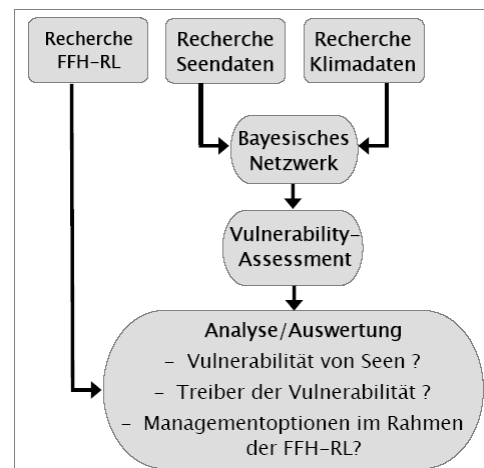 Recherche
FFH-RL
Recherche
Seendaten
Recherche
Klimadaten
Bayesisches
Netzwerk
Vulnerability-
Assessment
Analyse/Auswertung
- Vulnerabilität von Seen ?
- Treiber der Vulnerabilität ?
- Managementoptionen im Rahmen
der FFH-RL?